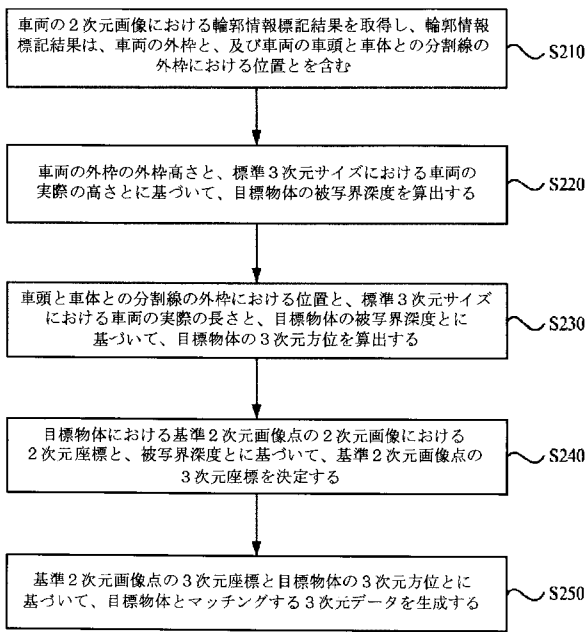 車両の２次元画像における輪郭情報標記結果を取得し、輪郭情報
標記結果は、車両の外枠と、及び車両の車頭と車体との分割線の
外枠における位置とを含む
S210
車両の外枠の外枠高さと、標準３次元サイズにおける車両の
実際の高さとに基づいて、目標物体の被写界深度を算出する
S220
車頭と車体との分割線の外枠における位置と、標準３次元サイズ
における車両の実際の長さと、目標物体の被写界深度とに
基づいて、目標物体の３次元方位を算出する
S230
目標物体における基準２次元画像点の２次元画像における
２次元座標と、被写界深度とに基づいて、基準２次元画像点の
３次元座標を決定する
S240
基準２次元画像点の３次元座標と目標物体の３次元方位とに
基づいて、目標物体とマッチングする３次元データを生成する
S250